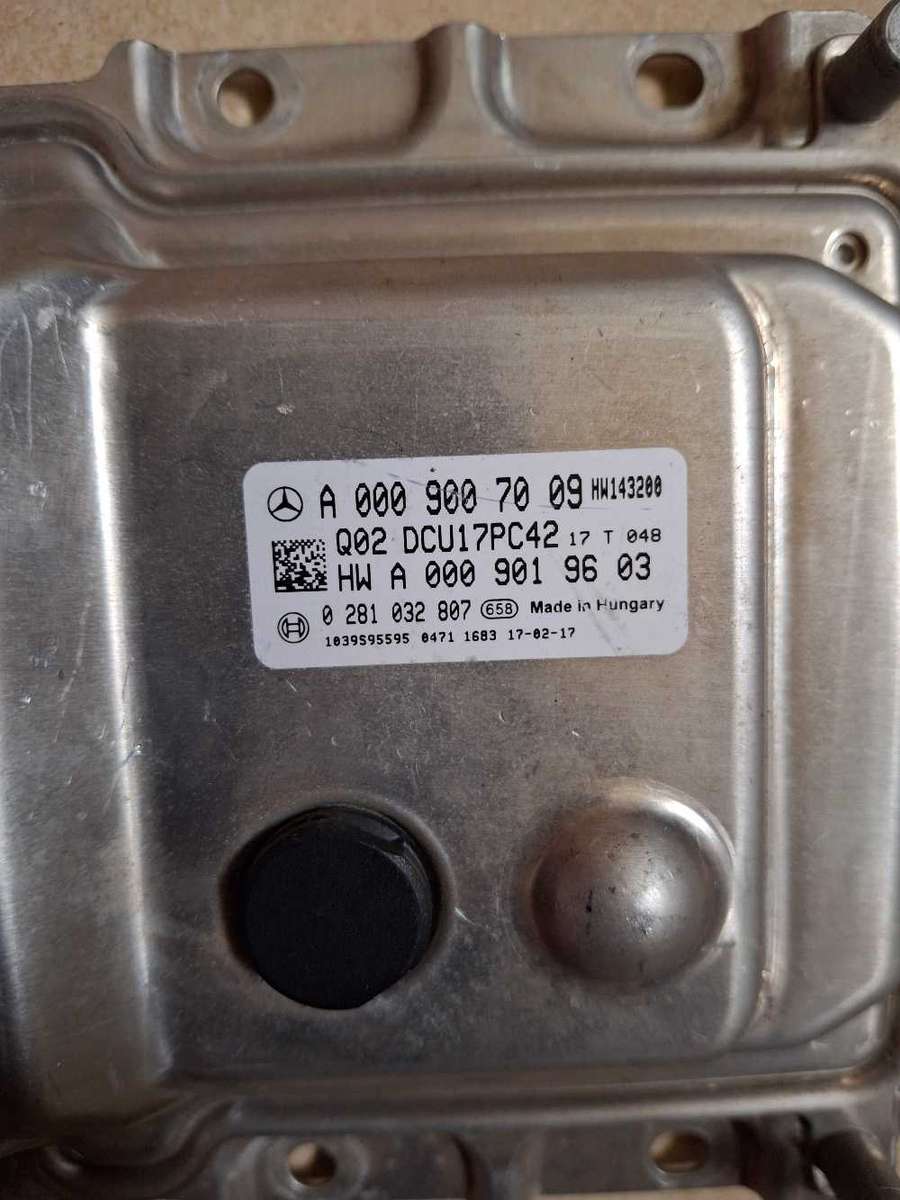 A 000 900 70 09 HW143200
Q02 DCU17PC42 17 T 048
HW A 000 901 96 03
0 281 032 807 658 Made in Hungary
1039S95595 0471 1683 17-02-17